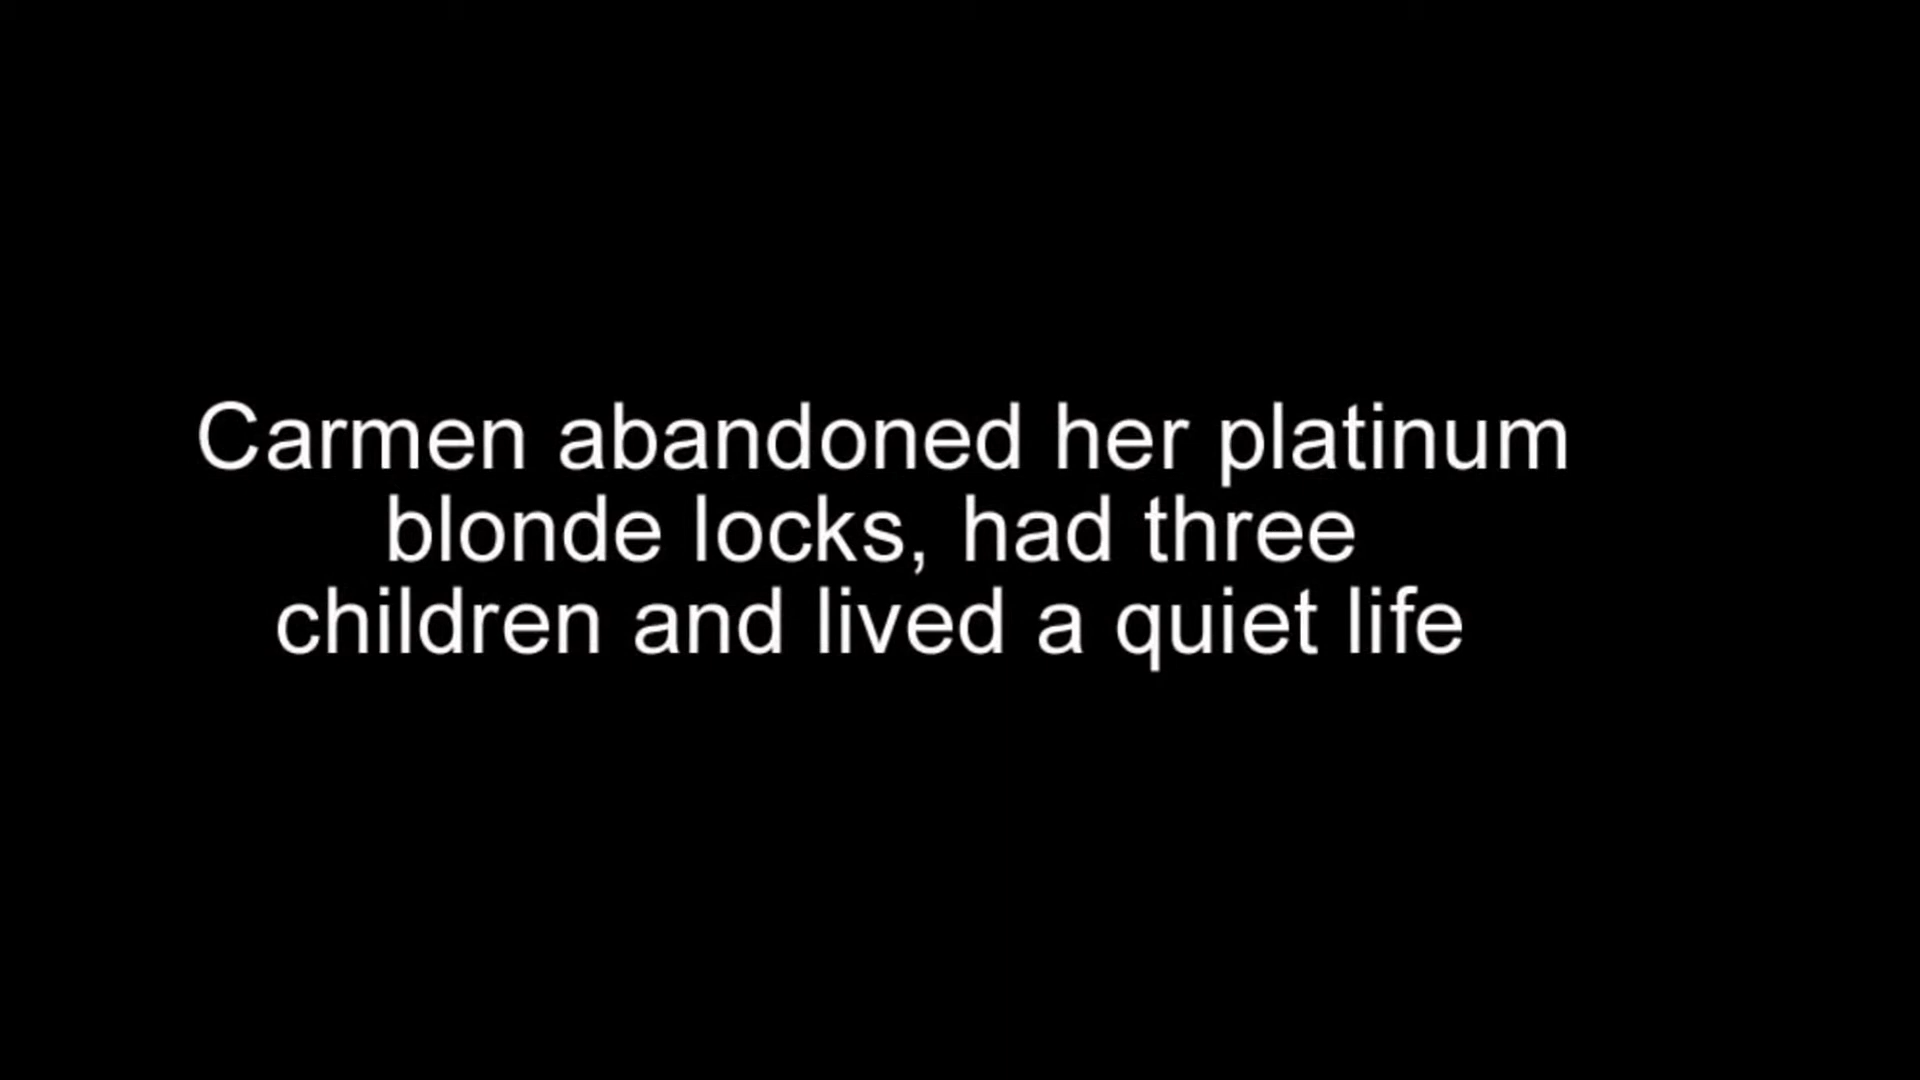 Carmen abandoned her platinum
blonde locks, had three
children and lived a quiet life